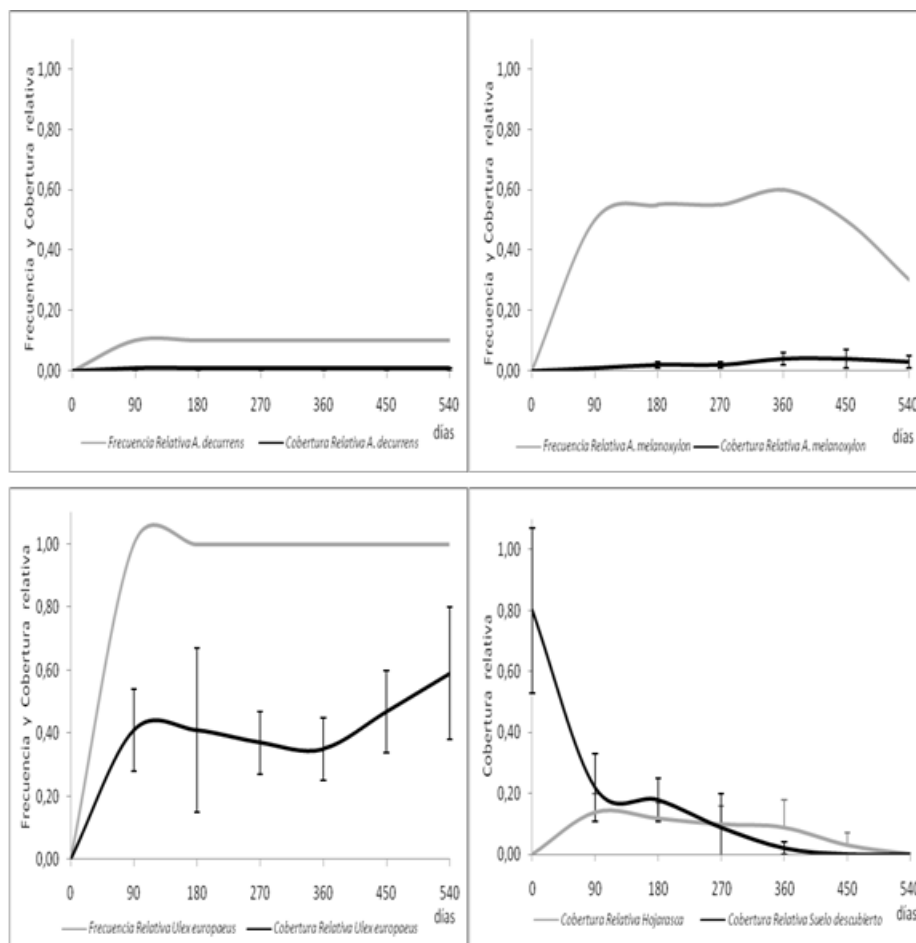 Frecuencia y Cobertura relativa
1,00
0,80
0,60
0,40
0,20
0,00
0 90 180 270 360 450 540
días
Frecuencia Relativa A. decurrens Cobertura Relativa A. decurrens
Frecuencia y Cobertura relativa
1,00
0,80
0,60
0,40
0,20
0,00
0 90 180 270 360 450 540
días
Frecuencia Relativa A. melanoxylon Cobertura Relativa A. melanoxylon
Frecuencia y Cobertura relativa
1,00
0,80
0,60
0,40
0,20
0,00
0 90 180 270 360 450 540
días
Frecuencia Relativa Ulex europaeus Cobertura Relativa Ulex europaeus
Cobertura relativa
1,00
0,80
0,60
0,40
0,20
0,00
0 90 180 270 360 450 540
días
Cobertura Relativa Hojarasca Cobertura Relativa Suelo descubierto